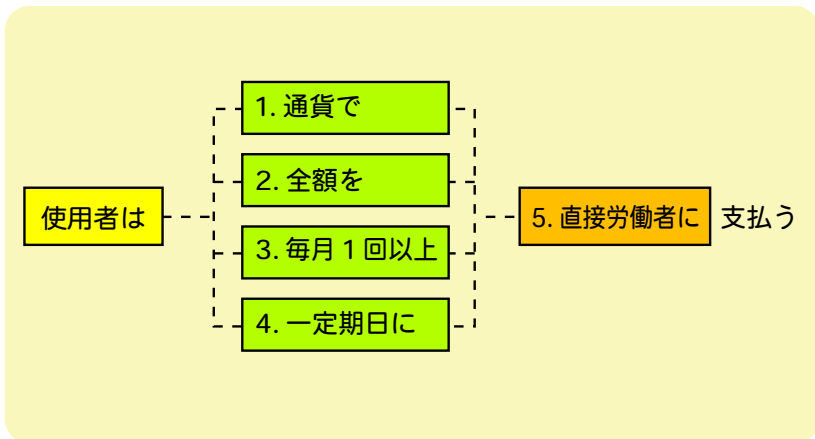 使用者は
1. 通貨で
2. 全額を
3. 毎月１回以上
4. 一定期日に
5. 直接労働者に 支払う